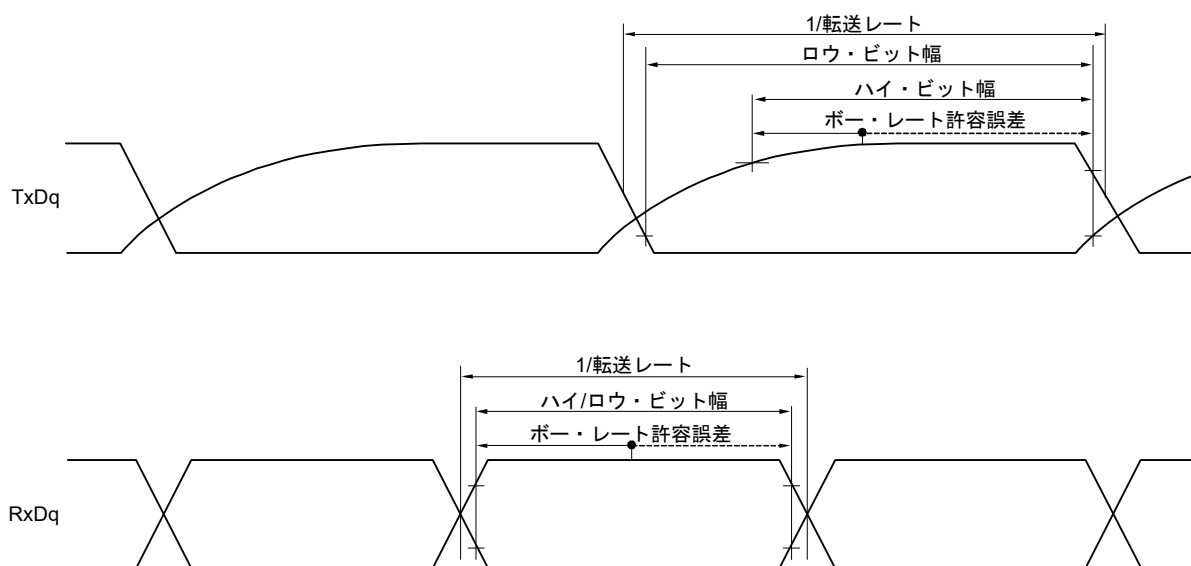 1/転送レート
ロウ・ビット幅
ハイ・ビット幅
ボー・レート許容誤差
TxDq
1/転送レート
ハイ/ロウ・ビット幅
ボー・レート許容誤差
RxDq